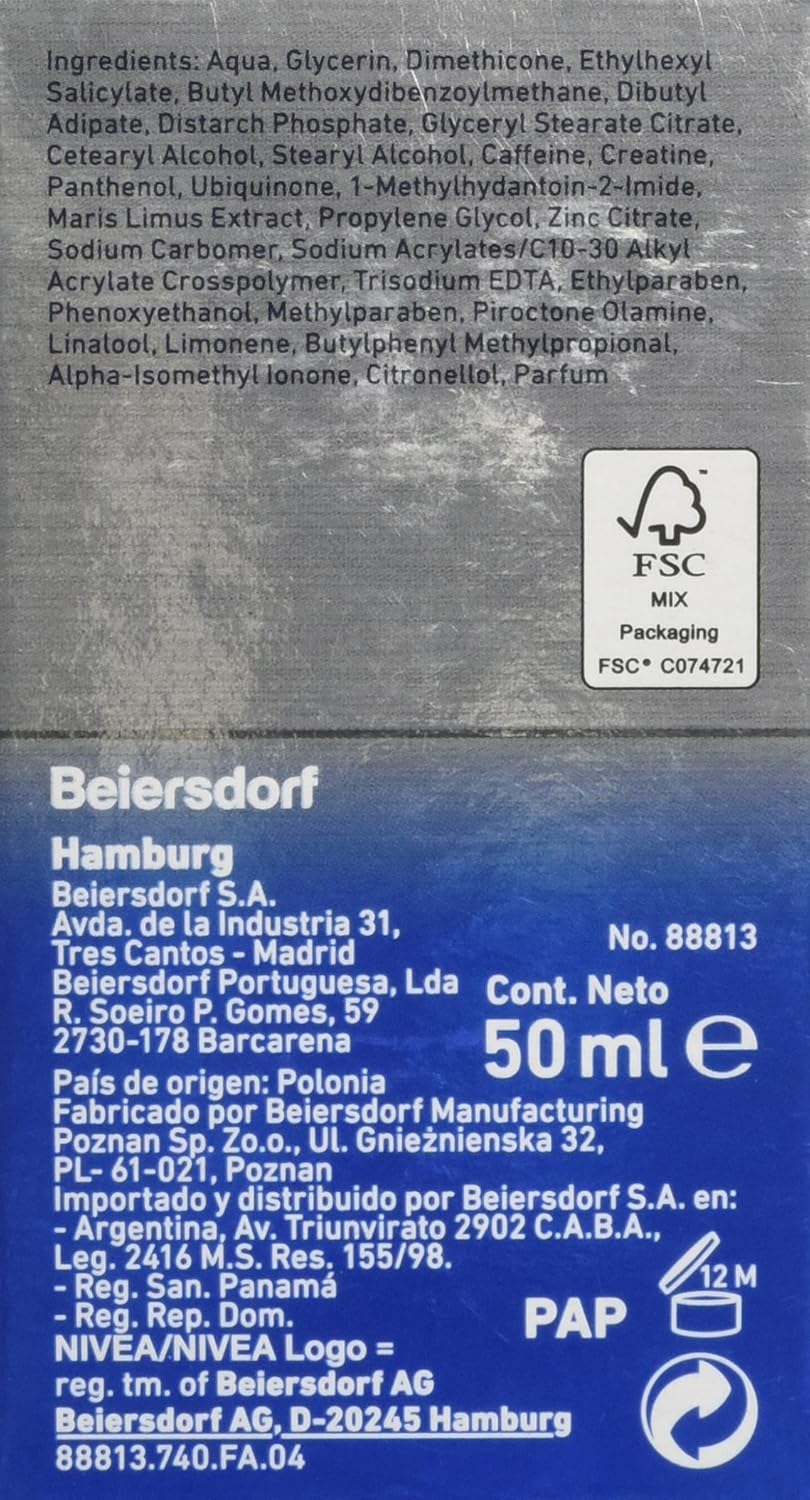 Ingredients: Aqua, Glycerin, Dimethicone, Ethylhexyl
Salicylate, Butyl Methoxydibenzoylmethane, Dibutyl
Adipate, Distarch Phosphate, Glyceryl Stearate Citrate,
Cetearyl Alcohol, Stearyl Alcohol, Caffeine, Creatine,
Panthenol, Ubiquinone, 1-Methylhydantoin-2-Imide,
Maris Limus Extract, Propylene Glycol, Zinc Citrate,
Sodium Carbomer, Sodium Acrylates/C10-30 Alkyl
Acrylate Crosspolymer, Trisodium EDTA, Ethylparaben,
Phenoxyethanol, Methylparaben, Piroctone Olamine,
Linalool, Limonene, Butylphenyl Methylpropional,
Alpha-Isomethyl Ionone, Citronellol, Parfum
FSC
MIX
Packaging
FSC® C074721
Beiersdorf
Hamburg
Beiersdorf S.A.
Avda. de la Industria 31,
Tres Cantos - Madrid
Beiersdorf Portuguesa, Lda
R. Soeiro P. Gomes, 59
2730-178 Barcarena
No. 88813
Cont. Neto
50 ml e
País de origen: Polonia
Fabricado por Beiersdorf Manufacturing
Poznan Sp. Zo.o., Ul. Gnieźnienska 32,
PL- 61-021, Poznan
Importado y distribuido por Beiersdorf S.A. en:
- Argentina, Av. Triunvirato 2902 C.A.B.A.,
Leg. 2416 M.S. Res. 155/98.
- Reg. San. Panamá
- Reg. Rep. Dom.
NIVEA/NIVEA Logo =
reg. tm. of Beiersdorf AG
Beiersdorf AG, D-20245 Hamburg
88813.740.FA.04
12 M
PAP